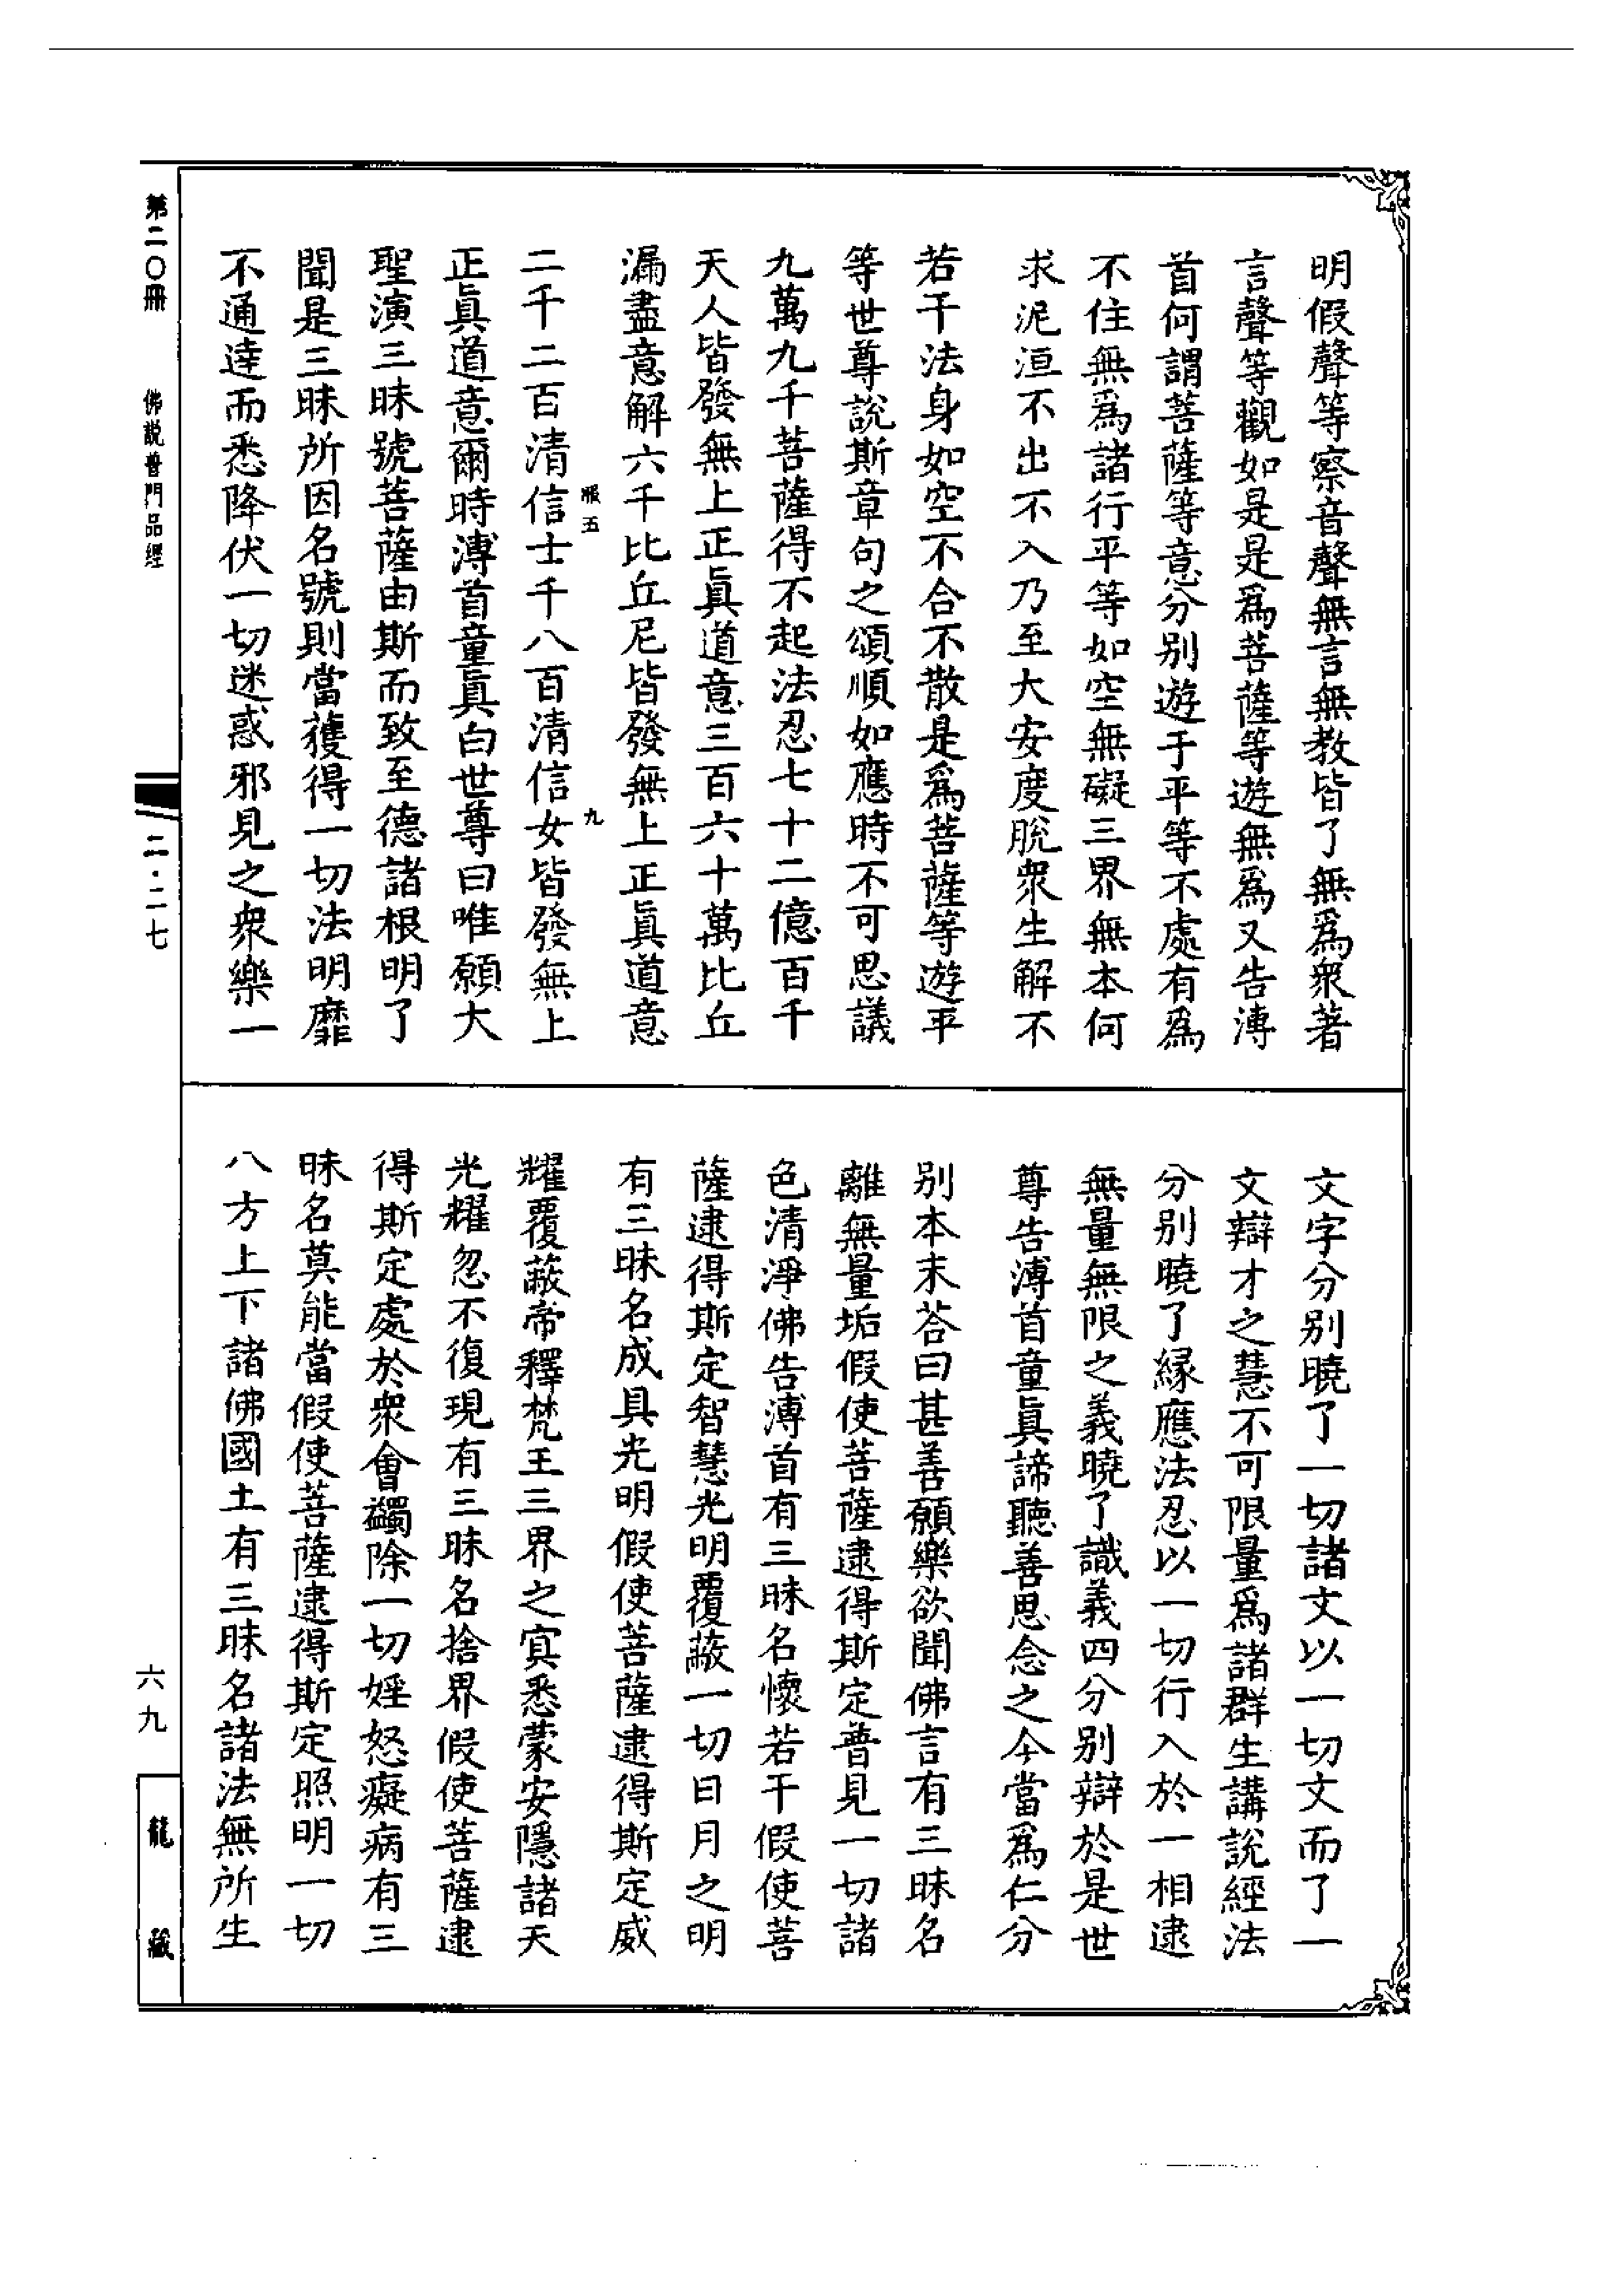 明假聲等察音聲無言無教皆了無爲衆著
言聲等觀如是是爲菩薩等遊無爲又告溥
首何謂菩薩等意分别遊于平等不處有爲
不住無爲諸行平等如空無礙三界無本何
求泥洹不出不入乃至大安度脫衆生解不
若干法身如空不合不散是爲菩薩等遊平
等世尊說斯章句之頌順如應時不可思議
九萬九千菩薩得不起法忍七十二億百千
天人皆發無上正眞道意三百六十萬比丘
漏盡意解六千比丘尼皆發無上正眞道意
服五 九
二千二百清信士千八百清信女皆發無上
正眞道意爾時溥首童眞白世尊曰唯願大
聖演三昧號菩薩由斯而致至德諸根明了
聞是三昧所因名號則當獲得一切法明靡
不通達而悉降伏一切迷惑邪見之衆樂一
文字分别曉了一切諸文以一切文而了一
文辯才之慧不可限量爲諸群生講說經法
分别曉了緣應法忍以一切行入於一相逮
無量無限之義曉了識義四分别辯於是世
尊告溥首童眞諦聽善思念之今當爲仁分
别本末荅曰甚善願樂欲聞佛言有三昧名
離無量垢假使菩薩逮得斯定普見一切諸
色清淨佛告溥首有三昧名懷若干假使菩
薩逮得斯定智慧光明覆蔽一切日月之明
有三昧名成具光明假使菩薩逮得斯定威
耀覆蔽帝釋梵王三界之㝠悉蒙安隱諸天
光耀忽不復現有三昧名捨界假使菩薩逮
得斯定處於衆會蠲除一切婬怒癡病有三
昧名莫能當假使菩薩逮得斯定照明一切
八方上下諸佛國土有三昧名諸法無所生
第二〇冊 佛説普門品經 二·二七 六九 龍藏